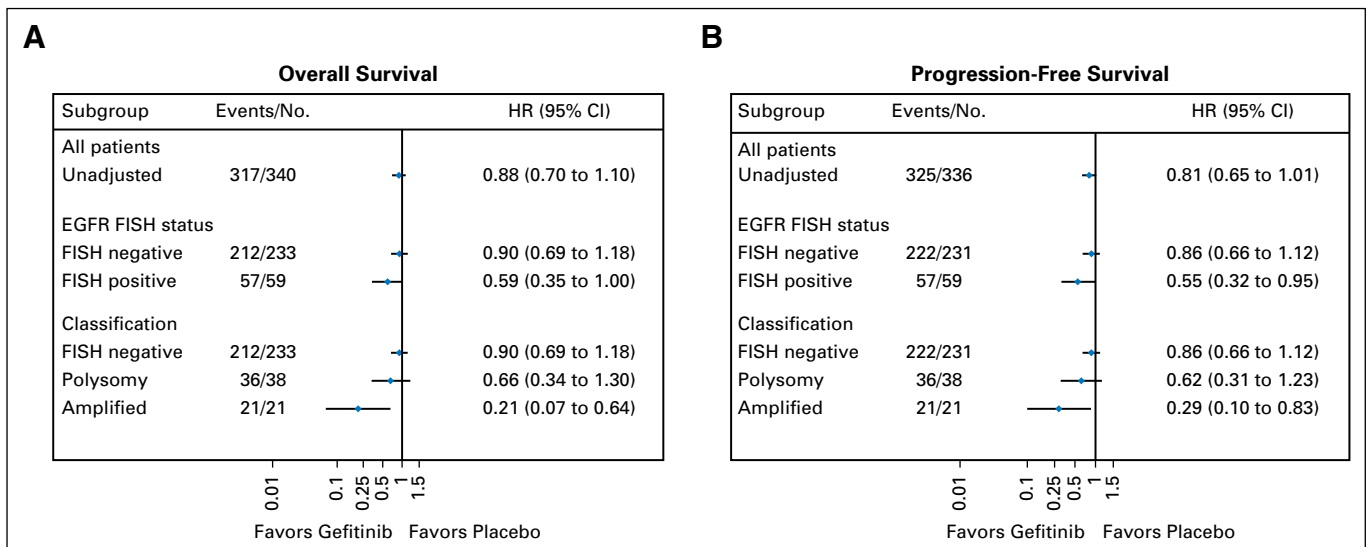 A
Overall Survival
Subgroup Events/No. HR (95% CI)
All patients
Unadjusted 317/340 0.88 (0.70 to 1.10)
EGFR FISH status
FISH negative 212/233 0.90 (0.69 to 1.18)
FISH positive 57/59 0.59 (0.35 to 1.00)
Classification
FISH negative 212/233 0.90 (0.69 to 1.18)
Polysomy 36/38 0.66 (0.34 to 1.30)
Amplified 21/21 0.21 (0.07 to 0.64)
0.01 0.1 0.25 0.5 1 1.5
Favors Gefitinib Favors Placebo
B
Progression-Free Survival
Subgroup Events/No. HR (95% CI)
All patients
Unadjusted 325/336 0.81 (0.65 to 1.01)
EGFR FISH status
FISH negative 222/231 0.86 (0.66 to 1.12)
FISH positive 57/59 0.55 (0.32 to 0.95)
Classification
FISH negative 222/231 0.86 (0.66 to 1.12)
Polysomy 36/38 0.62 (0.31 to 1.23)
Amplified 21/21 0.29 (0.10 to 0.83)
0.01 0.1 0.25 0.5 1 1.5
Favors Gefitinib Favors Placebo